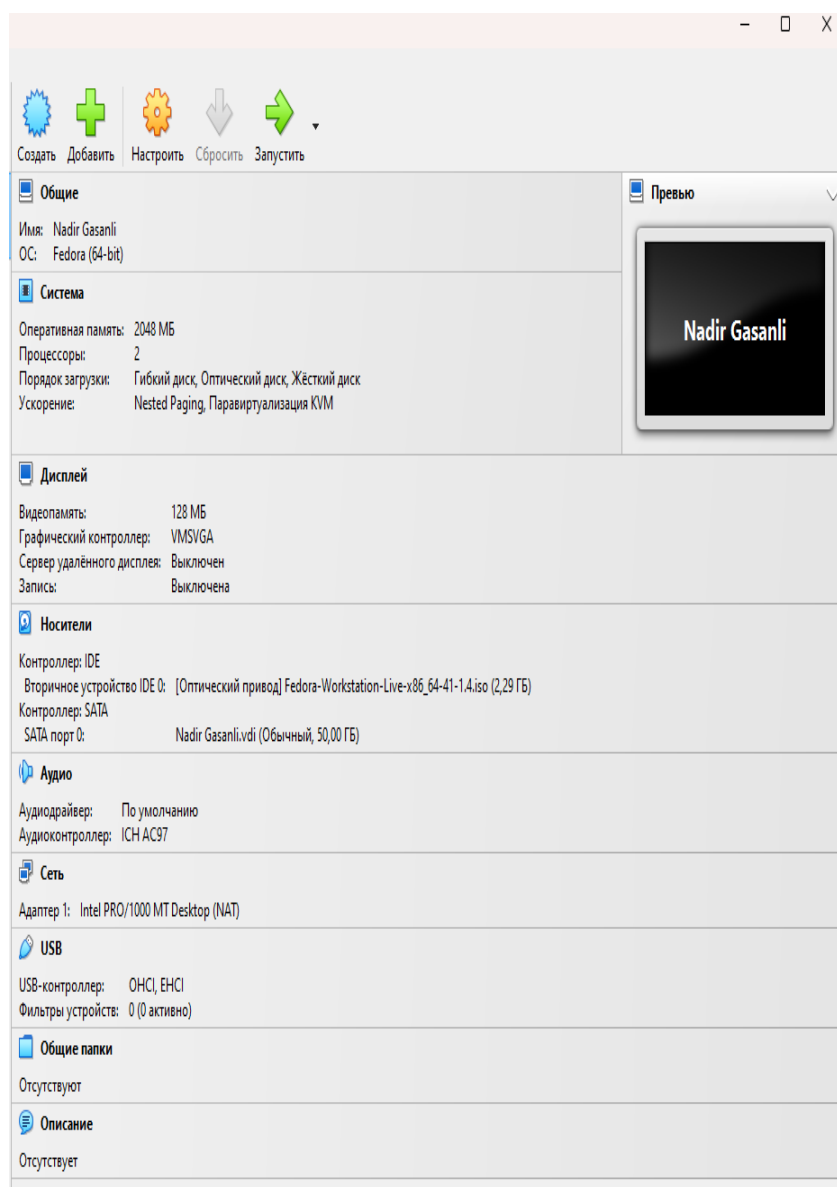 Создать Добавить Настроить Сбросить Запустить
Общие
Имя: Nadir Gasanli
ОС: Fedora (64-bit)
Превью
Nadir Gasanli
Система
Оперативная память: 2048 МБ
Процессоры: 2
Порядок загрузки: Гибкий диск, Оптический диск, Жёсткий диск
Ускорение: Nested Paging, Паравиртуализация KVM
Дисплей
Видеопамять: 128 МБ
Графический контроллер: VMSVGA
Сервер удалённого дисплея: Выключен
Запись: Выключена
Носители
Контроллер: IDE
Вторичное устройство IDE 0: [Оптический привод] Fedora-Workstation-Live-x86_64-41-1.4.iso (2,29 ГБ)
Контроллер: SATA
SATA порт 0: Nadir Gasanli.vdi (Обычный, 50,00 ГБ)
Аудио
Аудиодрайвер: По умолчанию
Аудиоконтроллер: ICH AC97
Сеть
Адаптер 1: Intel PRO/1000 MT Desktop (NAT)
USB
USB-контроллер: OHCI, EHCI
Фильтры устройств: 0 (0 активно)
Общие папки
Отсутствуют
Описание
Отсутствует